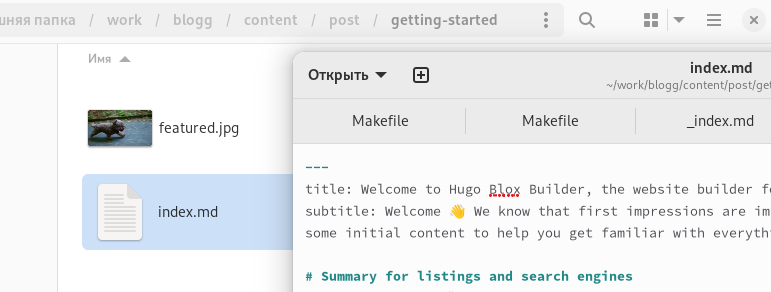 шняя папка / work / blogg / content / post / getting-started
Имя
featured.jpg
index.md
Открыть
index.md
~/work/blogg/content/post/get
Makefile
Makefile
_index.md
---
title: Welcome to Hugo Blox Builder, the website builder fo
subtitle: Welcome 👋 We know that first impressions are im
some initial content to help you get familiar with everythi
# Summary for listings and search engines